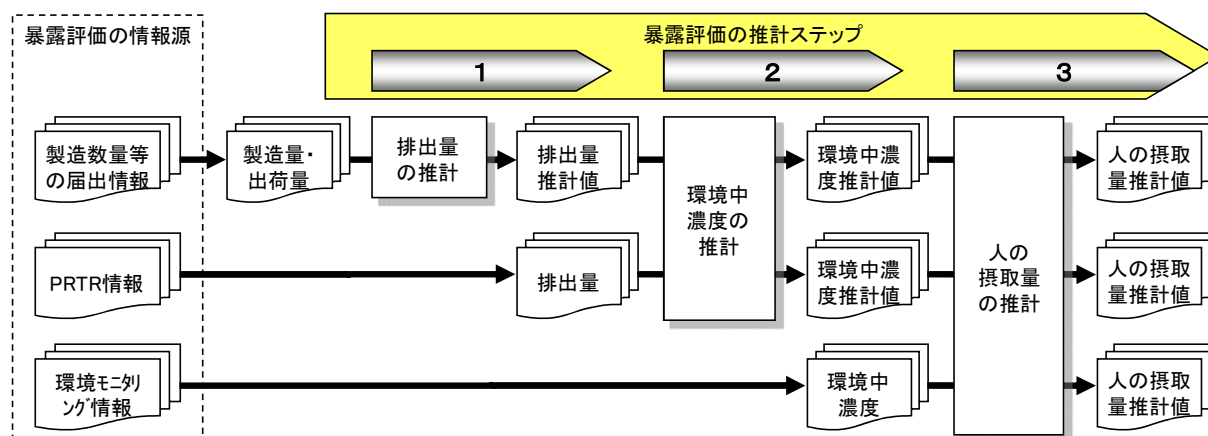 暴露評価の情報源
暴露評価の推計ステップ
1
2
3
製造数量等
の届出情報
製造量・
出荷量
排出量
の推計
排出量
推計値
環境中
濃度の
推計
環境中濃
度推計値
人の
摂取量
の推計
人の摂取
量推計値
PRTR情報
排出量
環境中濃
度推計値
人の摂取
量推計値
環境ﾓﾆﾀﾘ
ﾝｸﾞ情報
環境中
濃度
人の摂取
量推計値